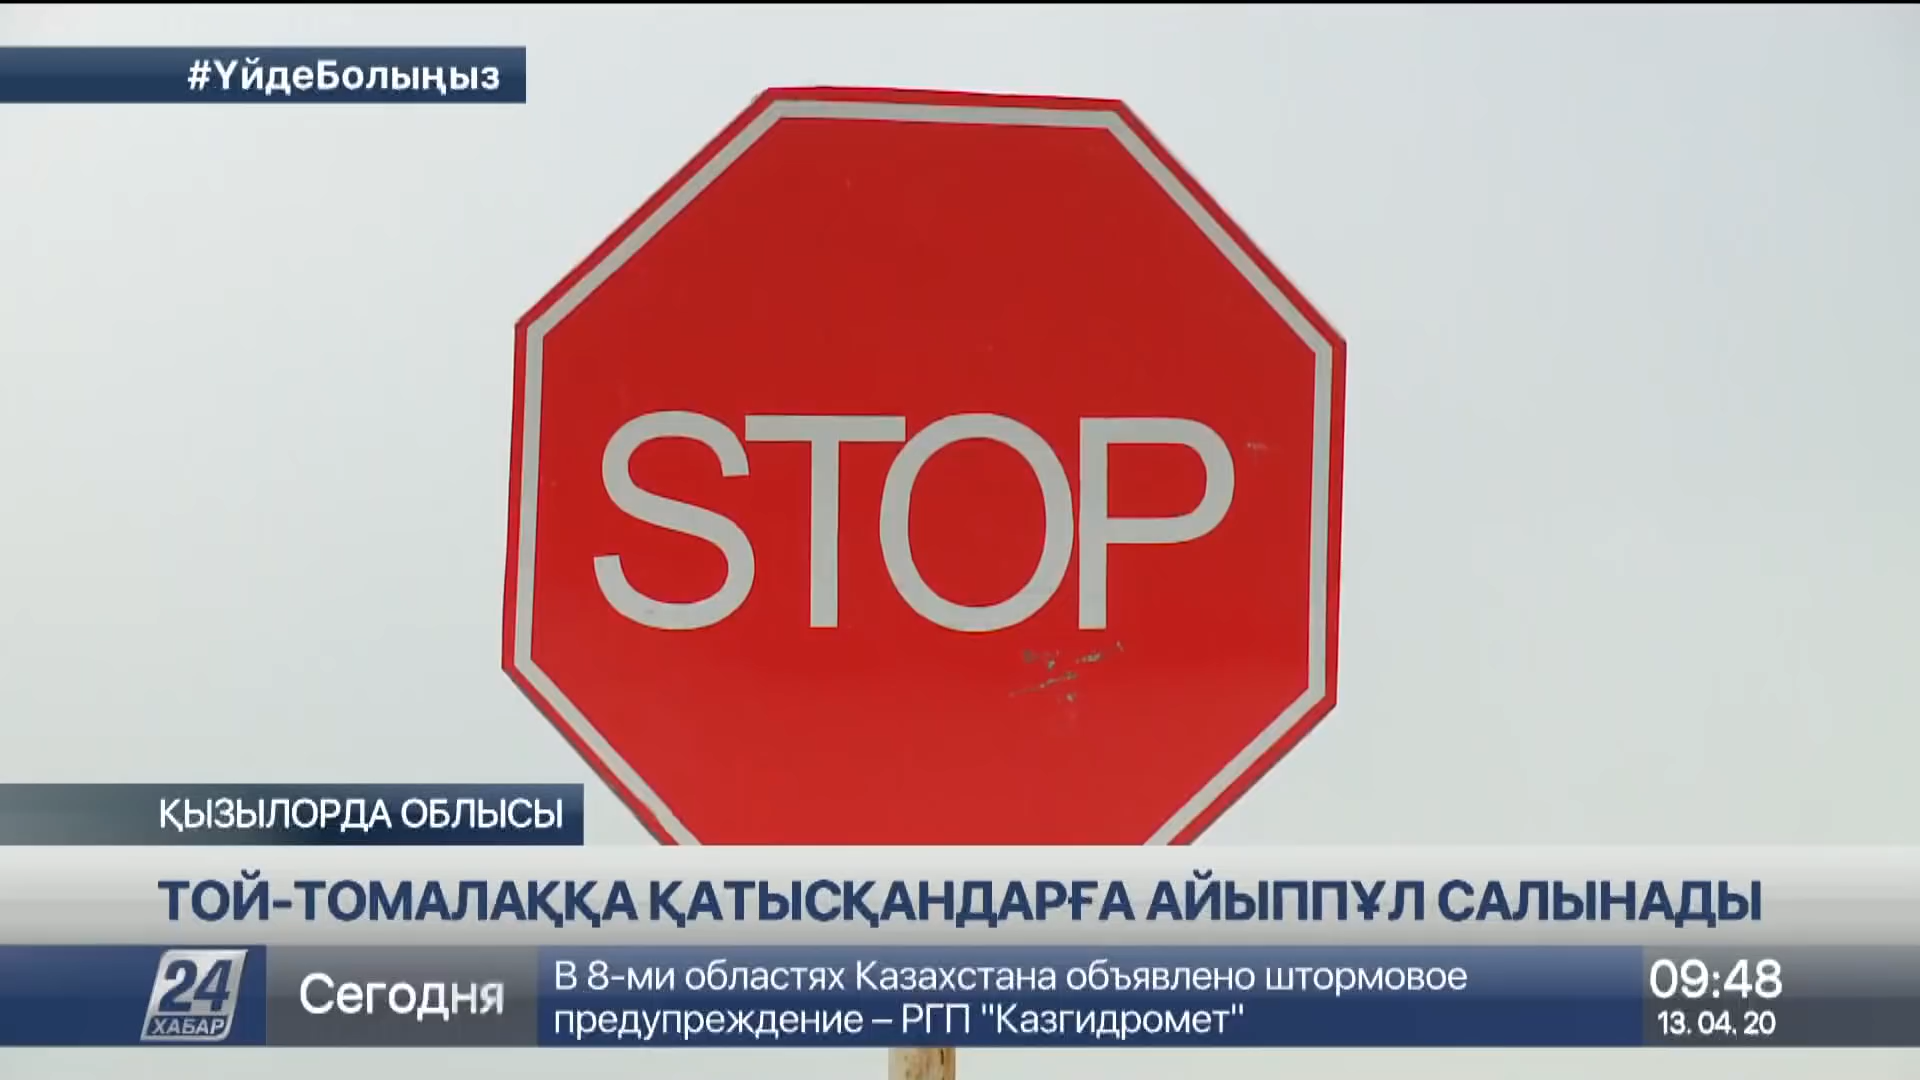 #ҮйдеБолыңыз
STOP
ҚЫЗЫЛОРДА ОБЛЫСЫ
ТОЙ-ТОМАЛАҚҚА ҚАТЫСҚАНДАРҒА АЙЫППҰЛ САЛЫНАДЫ
24
ХАБАР
Сегодня
В 8-ми областях Казахстана объявлено штормовое
предупреждение – РГП "Казгидромет"
09:48
13. 04. 20